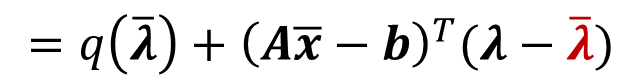 = q(λ̅) + (Ax̅ − b)ᵀ(λ − λ̅)